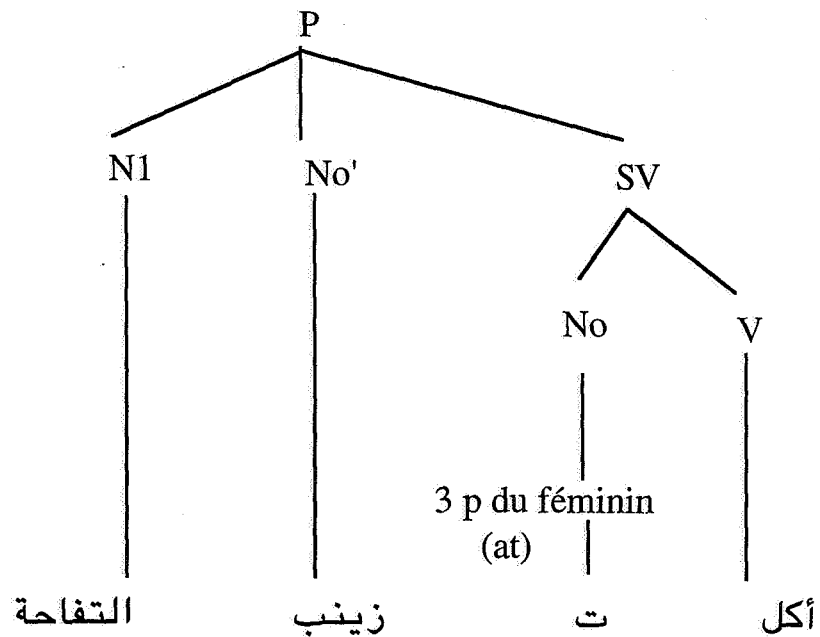 P
N1 No' SV
No V
3 p du féminin
(at)
أكل ت زينب التفاحة